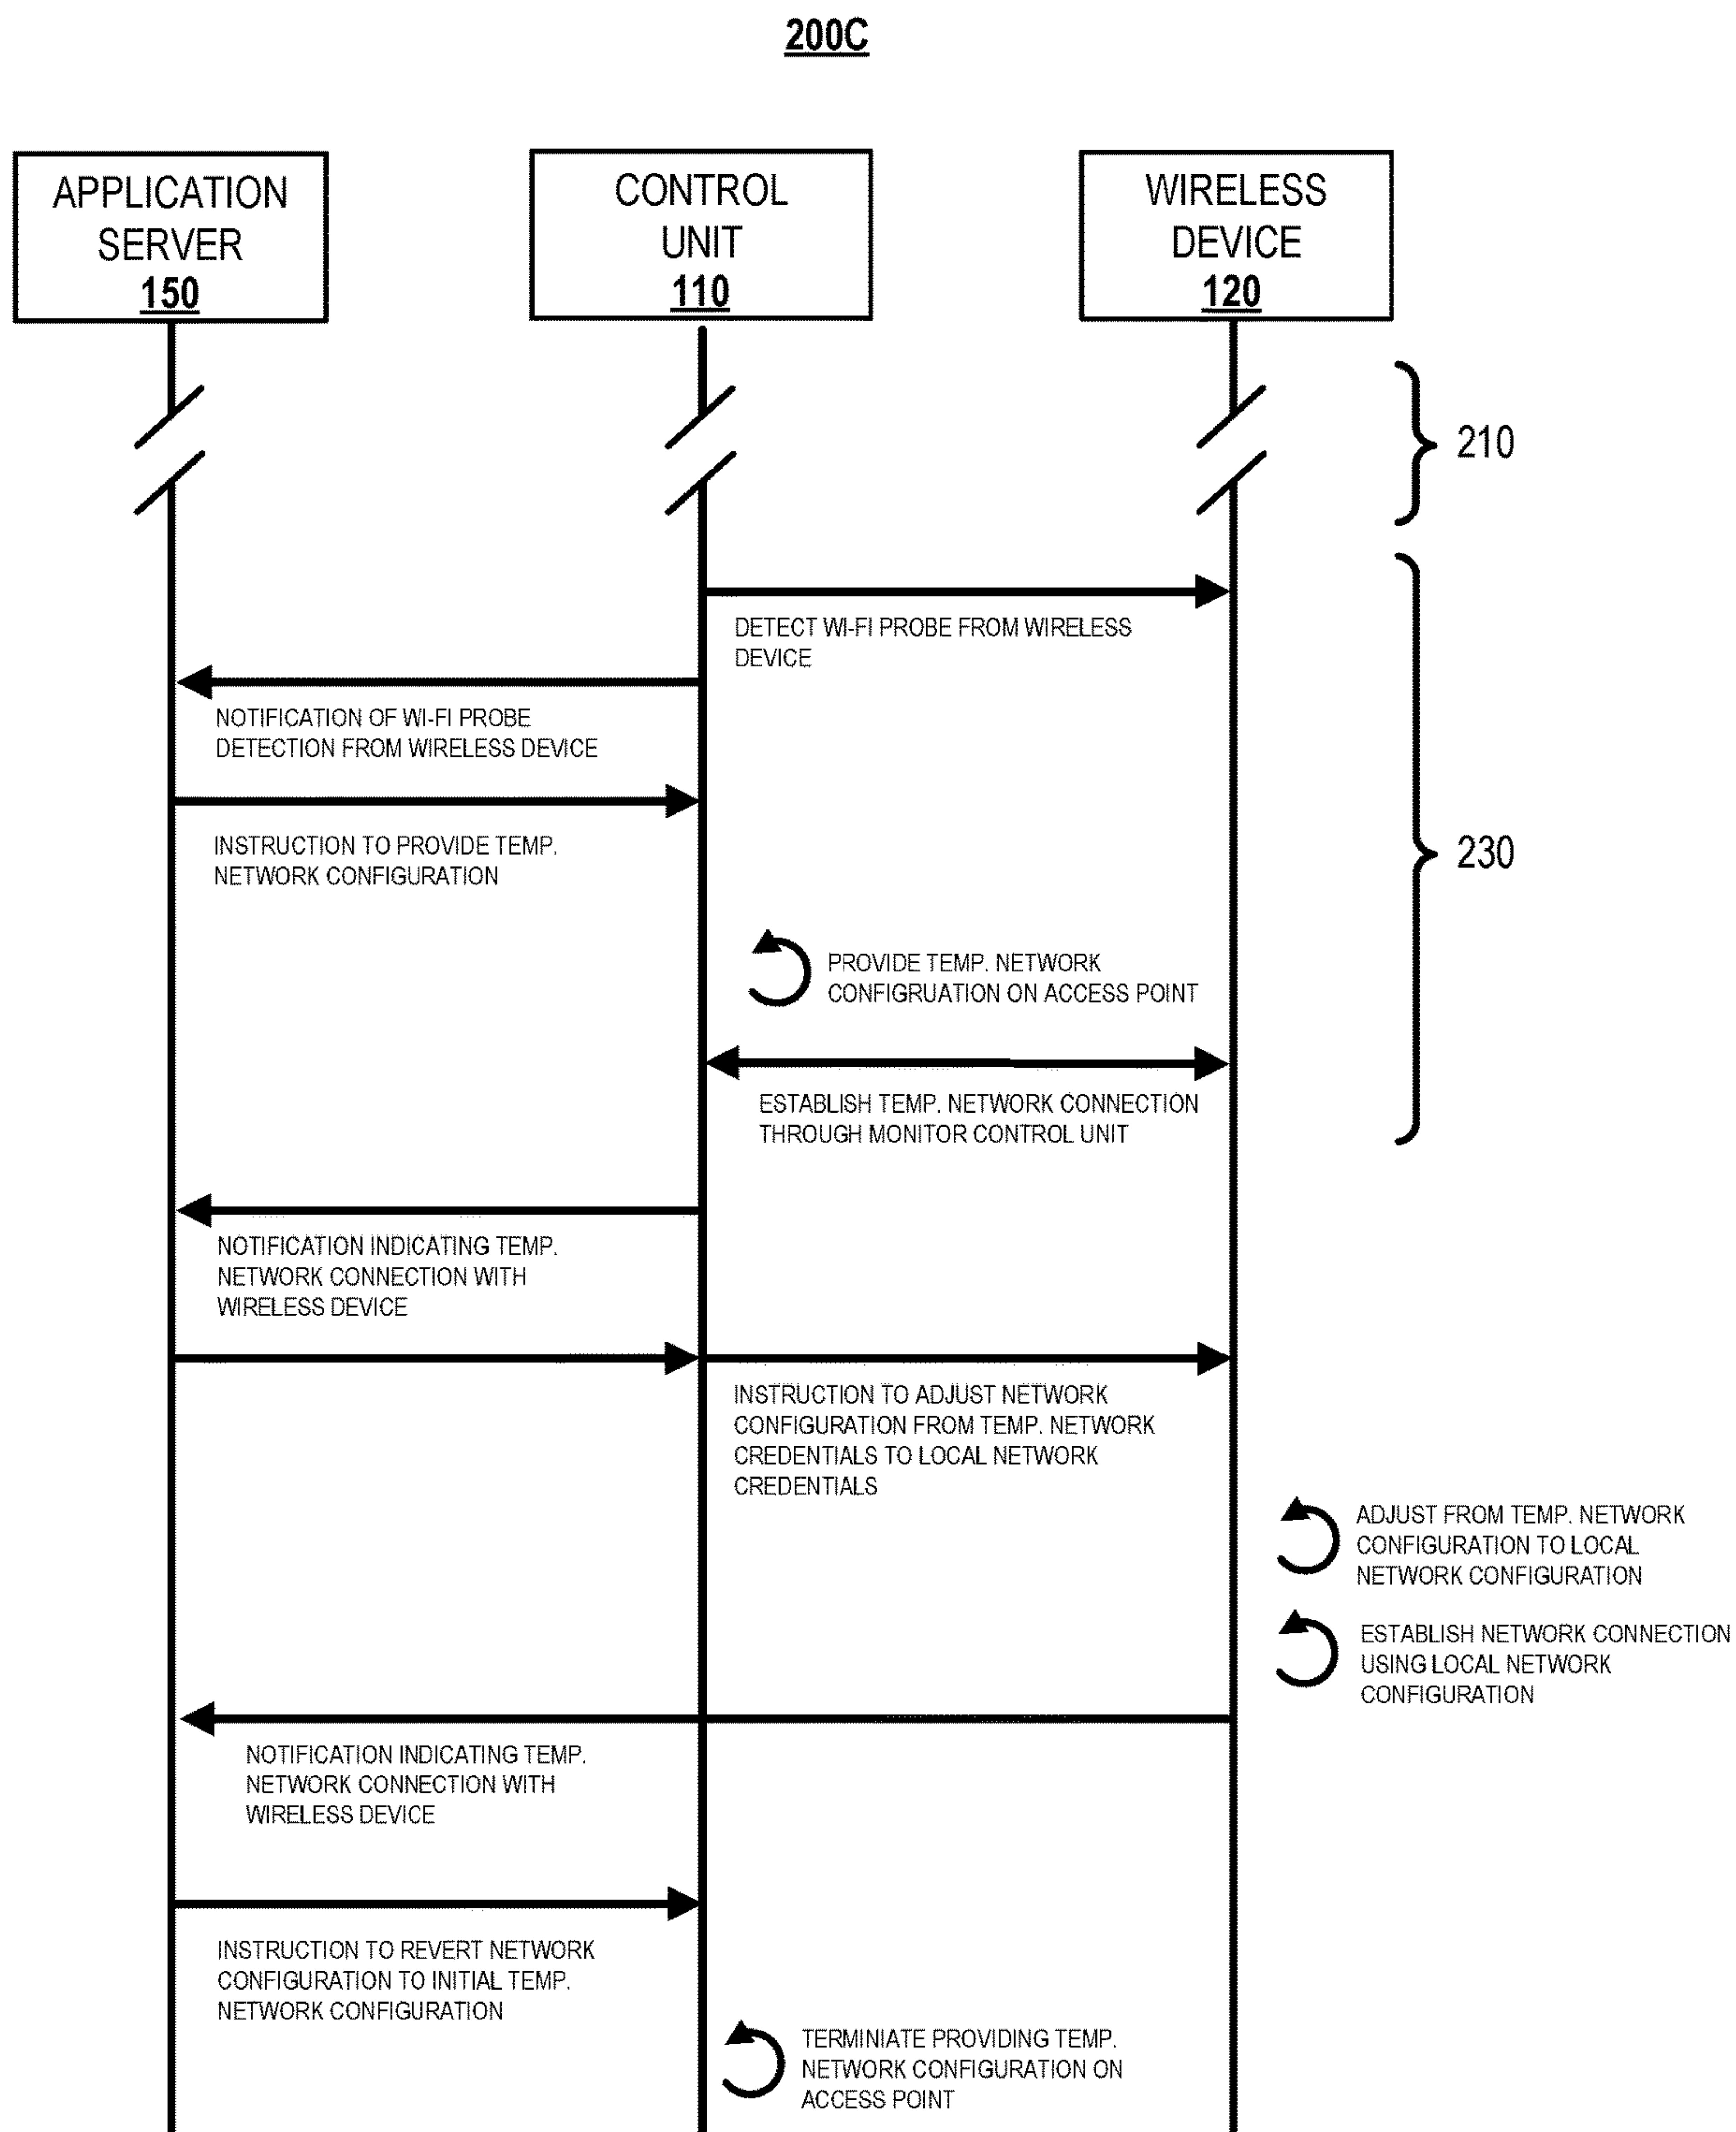 200C
APPLICATION
SERVER
150
CONTROL
UNIT
110
WIRELESS
DEVICE
120
210
DETECT WI-FI PROBE FROM WIRELESS
DEVICE
NOTIFICATION OF WI-FI PROBE
DETECTION FROM WIRELESS DEVICE
INSTRUCTION TO PROVIDE TEMP.
NETWORK CONFIGURATION
230
PROVIDE TEMP. NETWORK
CONFIGRUATION ON ACCESS POINT
ESTABLISH TEMP. NETWORK CONNECTION
THROUGH MONITOR CONTROL UNIT
NOTIFICATION INDICATING TEMP.
NETWORK CONNECTION WITH
WIRELESS DEVICE
INSTRUCTION TO ADJUST NETWORK
CONFIGURATION FROM TEMP. NETWORK
CREDENTIALS TO LOCAL NETWORK
CREDENTIALS
ADJUST FROM TEMP. NETWORK
CONFIGURATION TO LOCAL
NETWORK CONFIGURATION
ESTABLISH NETWORK CONNECTION
USING LOCAL NETWORK
CONFIGURATION
NOTIFICATION INDICATING TEMP.
NETWORK CONNECTION WITH
WIRELESS DEVICE
INSTRUCTION TO REVERT NETWORK
CONFIGURATION TO INITIAL TEMP.
NETWORK CONFIGURATION
TERMINIATE PROVIDING TEMP.
NETWORK CONFIGURATION ON
ACCESS POINT